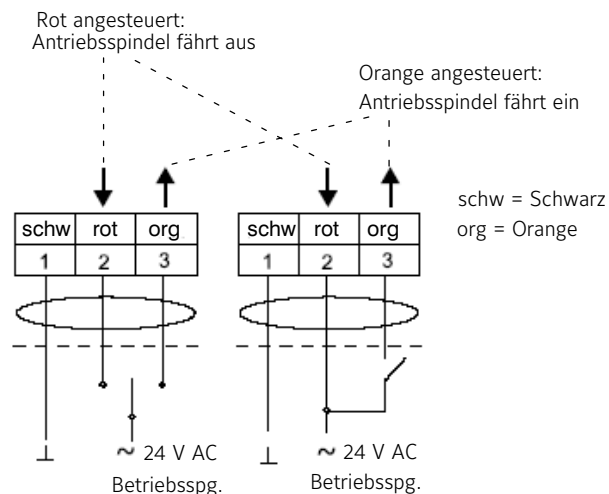 Rot angesteuert:
Antriebsspindel fährt aus
Orange angesteuert:
Antriebsspindel fährt ein
schw rot org
1 2 3
schw rot org
1 2 3
schw = Schwarz
org = Orange
~ 24 V AC
Betriebsspg.
~ 24 V AC
Betriebsspg.